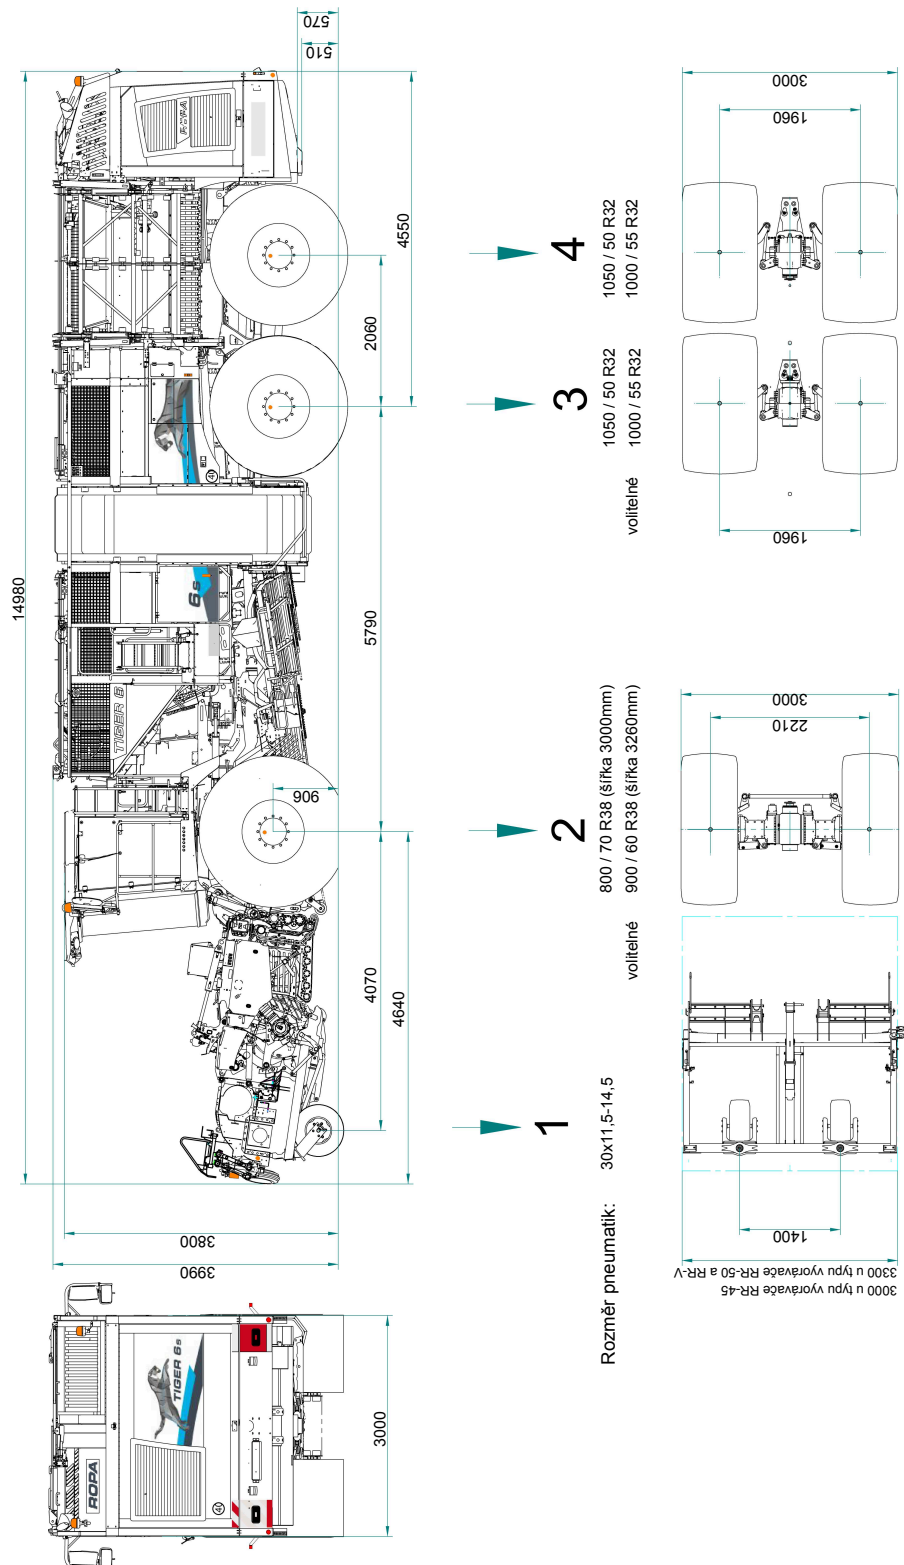 14980
570
510
3800
3990
ROPA
TIGER 6s
3000
TIGER 6
6s
ROPA
906
4070
5790
2060
4640
4550
1
2
3
4
Rozměr pneumatik:
30x11,5-14,5
800 / 70 R38 (šířka 3000mm)
1050 / 50 R32
1050 / 50 R32
volitelné
900 / 60 R38 (šířka 3260mm)
volitelné
1000 / 55 R32
1000 / 55 R32
3000 u typu vyorávače RR-45
3300 u typu vyorávače RR-50 a RR-V
1400
2210
3000
1960
1960
3000